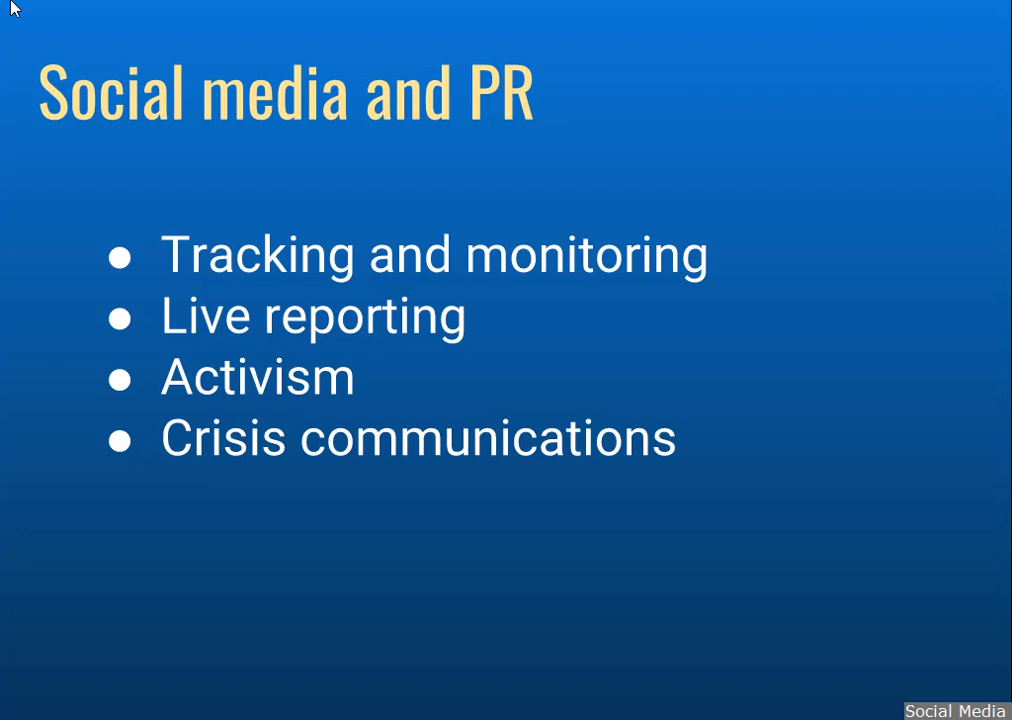 Social media and PR
● Tracking and monitoring
● Live reporting
● Activism
● Crisis communications
Social Media